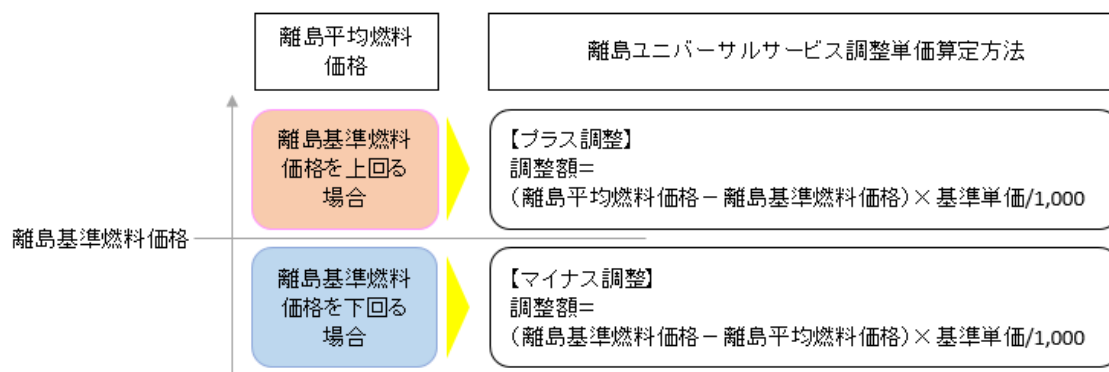 離島平均燃料
価格
離島ユニバーサルサービス調整単価算定方法
離島基準燃料
価格を上回る
場合
【プラス調整】
調整額=
(離島平均燃料価格-離島基準燃料価格)×基準単価/1,000
離島基準燃料価格
離島基準燃料
価格を下回る
場合
【マイナス調整】
調整額=
(離島基準燃料価格-離島平均燃料価格)×基準単価/1,000